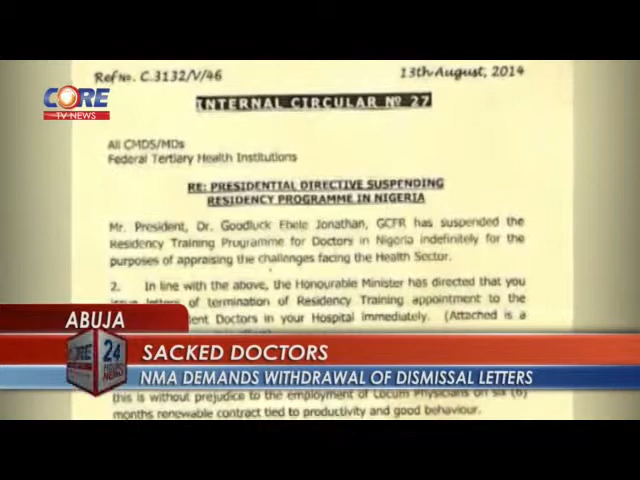 Ref No. C.3132/V/46
13th August, 2014
CORE
TV NEWS
INTERNAL CIRCULAR Nº 27
All CMDS/MDs
Federal Tertiary Health Institutions
RE: PRESIDENTIAL DIRECTIVE SUSPENDING
RESIDENCY PROGRAMME IN NIGERIA
Mr. President, Dr. Goodluck Ebele Jonathan, GCFR has suspended the
Residency Training Programme for Doctors in Nigeria indefinitely for the
purposes of appraising the challenges facing the Health Sector.
2. In line with the above, the Honourable Minister has directed that you
letters of termination of Residency Training appointment to the
Doctors in your Hospital immediately. (Attached is a
ABUJA
CORE
24
HOURS
NEWS
SACKED DOCTORS
NMA DEMANDS WITHDRAWAL OF DISMISSAL LETTERS
this is without prejudice to the employment of Locum Physicians on six (6)
months renewable contract tied to productivity and good behaviour.